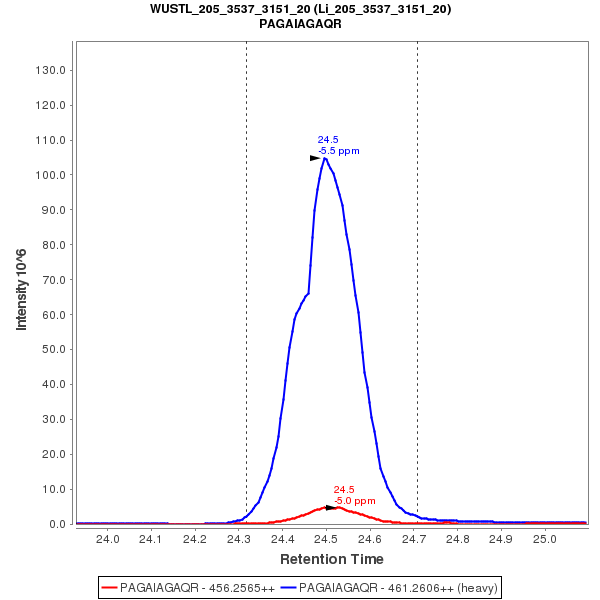 WUSTL_205_3537_3151_20 (Li_205_3537_3151_20)
PAGAIAGAQR
130.0
120.0
110.0
100.0
90.0
80.0
70.0
60.0
50.0
40.0
30.0
20.0
10.0
0.0
Intensity 10^6
24.5
-5.5 ppm
24.5
-5.0 ppm
24.0 24.1 24.2 24.3 24.4 24.5 24.6 24.7 24.8 24.9 25.0
Retention Time
PAGAIAGAQR - 456.2565++ PAGAIAGAQR - 461.2606++ (heavy)